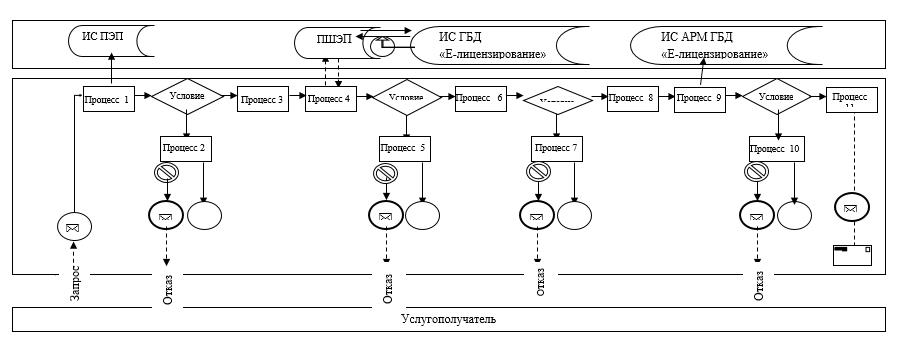 ИС ПЭП
ПШЭП
ИС ГБД
«Е-лицензирование»
ИС АРМ ГБД
«Е-лицензирование»
Процесс 1
Условие
Процесс 3
Процесс 4
Условие
Процесс 6
Процесс 8
Процесс 9
Условие
Процесс
Процесс 2
Процесс 5
Процесс 7
Процесс 10
Запрос
Отказ
Отказ
Отказ
Отказ
Услугополучатель